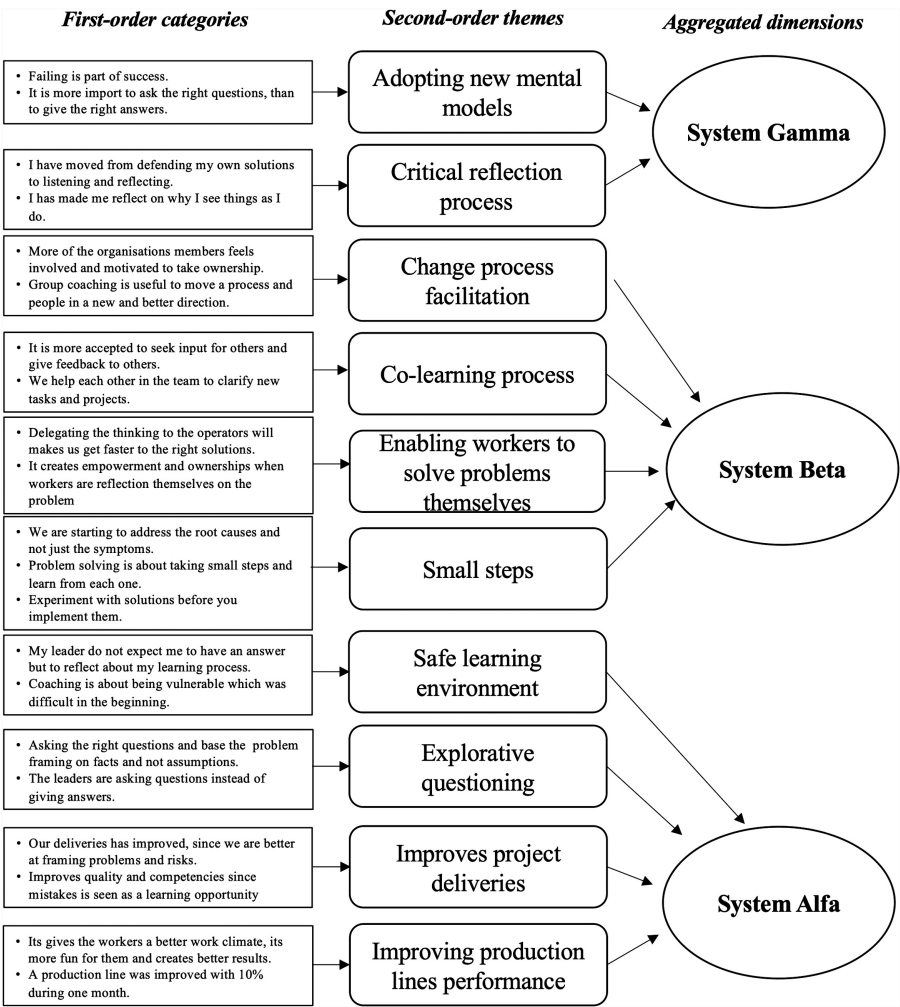 First-order categories
Second-order themes
Aggregated dimensions
• Failing is part of success.
• It is more import to ask the right questions, than
to give the right answers.
Adopting new mental
models
System Gamma
• I have moved from defending my own solutions
to listening and reflecting.
• I has made me reflect on why I see things as I
do.
Critical reflection
process
• More of the organisations members feels
involved and motivated to take ownership.
• Group coaching is useful to move a process and
people in a new and better direction.
Change process
facilitation
• It is more accepted to seek input for others and
give feedback to others.
• We help each other in the team to clarify new
tasks and projects.
Co-learning process
• Delegating the thinking to the operators will
makes us get faster to the right solutions.
• It creates empowerment and ownerships when
workers are reflection themselves on the
problem
Enabling workers to
solve problems
themselves
System Beta
• We are starting to address the root causes and
not just the symptoms.
• Problem solving is about taking small steps and
learn from each one.
• Experiment with solutions before you
implement them.
Small steps
• My leader do not expect me to have an answer
but to reflect about my learning process.
• Coaching is about being vulnerable which was
difficult in the beginning.
Safe learning
environment
• Asking the right questions and base the problem
framing on facts and not assumptions.
• The leaders are asking questions instead of
giving answers.
Explorative
questioning
• Our deliveries has improved, since we are better
at framing problems and risks.
• Improves quality and competencies since
mistakes is seen as a learning opportunity
Improves project
deliveries
System Alfa
• Its gives the workers a better work climate, its
more fun for them and creates better results.
• A production line was improved with 10%
during one month.
Improving production
lines performance